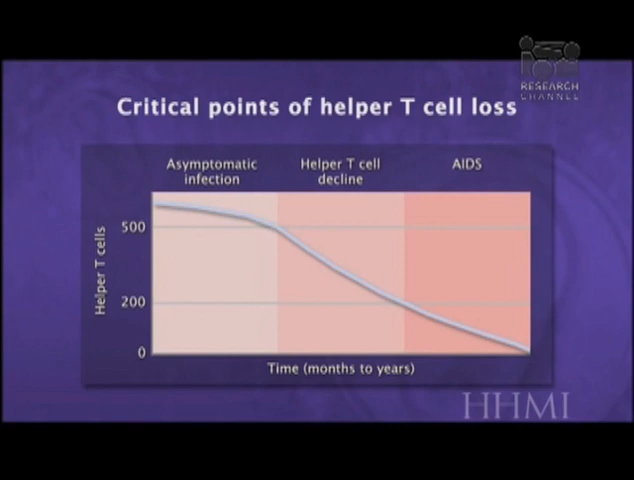 RESEARCH
CHANNEL
Critical points of helper T cell loss
Asymptomatic
infection
Helper T cell
decline
AIDS
Helper T cells
500
200
0
Time (months to years)
HHMI